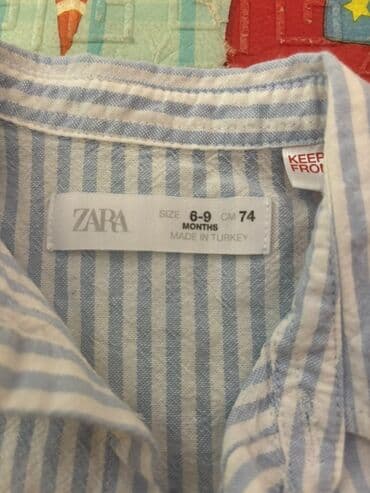 KEEP
FROM
ZARA
SIZE 6-9 CM 74
MONTHS
MADE IN TURKEY